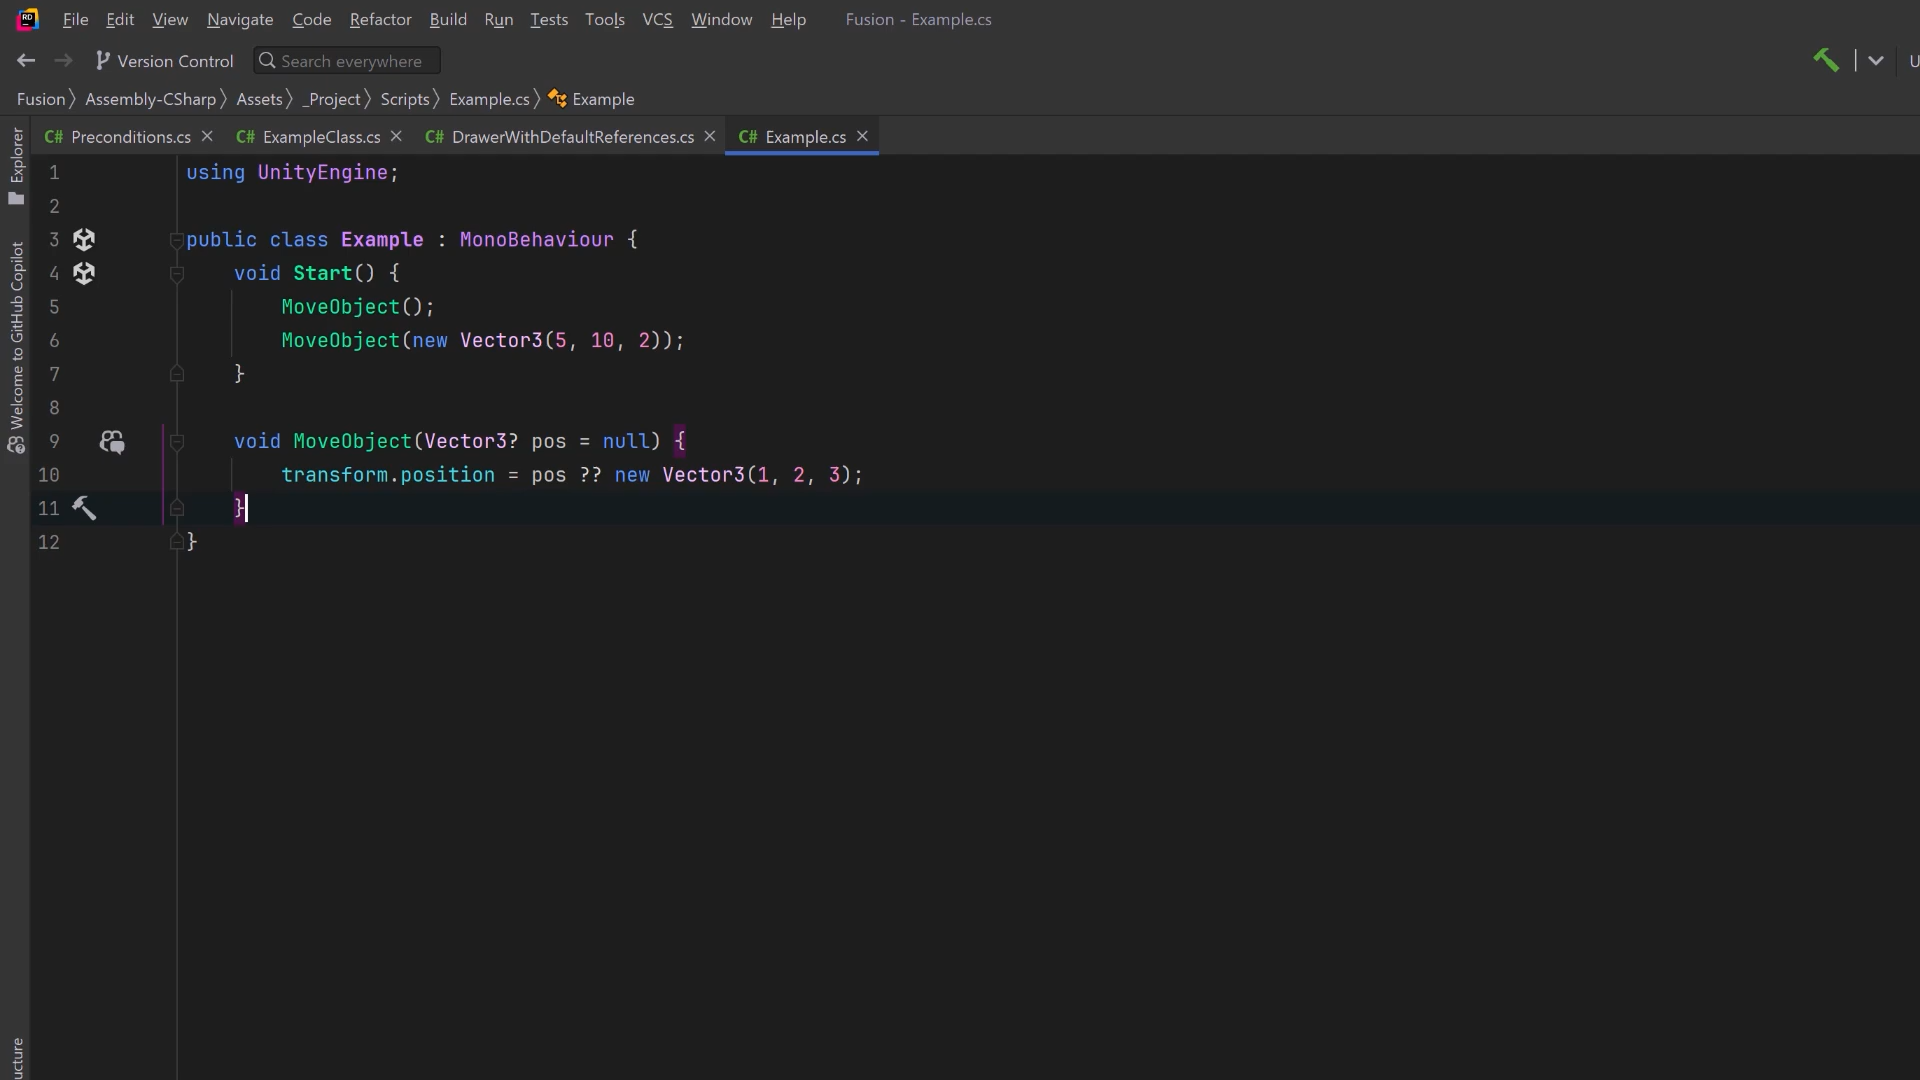 RD File Edit View Navigate Code Refactor Build Run Tests Tools VCS Window Help Fusion - Example.cs
Version Control Search everywhere
Fusion〉 Assembly-CSharp〉 Assets〉 _Project〉 Scripts〉 Example.cs〉 Example
C# Preconditions.cs × C# ExampleClass.cs × C# DrawerWithDefaultReferences.cs × C# Example.cs ×
Explorer
Welcome to GitHub Copilot
ucture
1 using UnityEngine;
2
3 public class Example : MonoBehaviour {
4 void Start() {
5 MoveObject();
6 MoveObject(new Vector3(5, 10, 2));
7 }
8
9 void MoveObject(Vector3? pos = null) {
10 transform.position = pos ?? new Vector3(1, 2, 3);
11 }
12 }